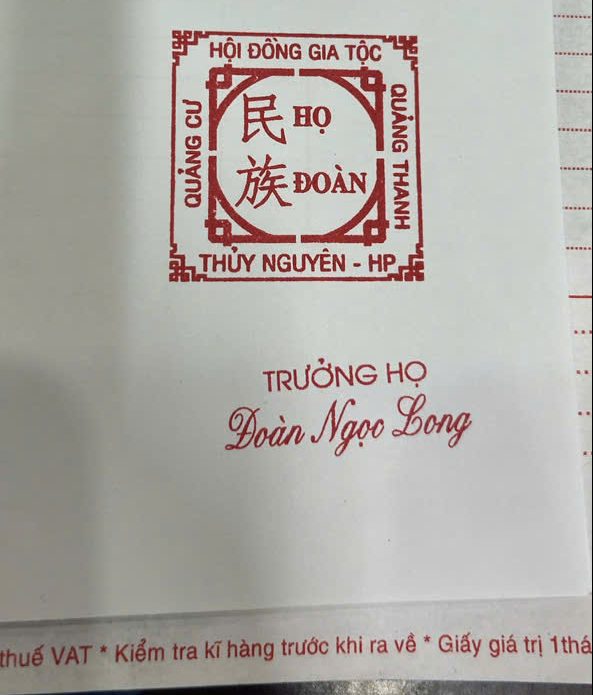 HỘI ĐỒNG GIA TỘC
QUẢNG CƯ
民 HỌ
族 ĐOÀN
QUẢNG THANH
THỦY NGUYÊN - HP
TRƯỞNG HỌ
Đoàn Ngọc Long
thuế VAT * Kiểm tra kĩ hàng trước khi ra về * Giấy giá trị 1thá